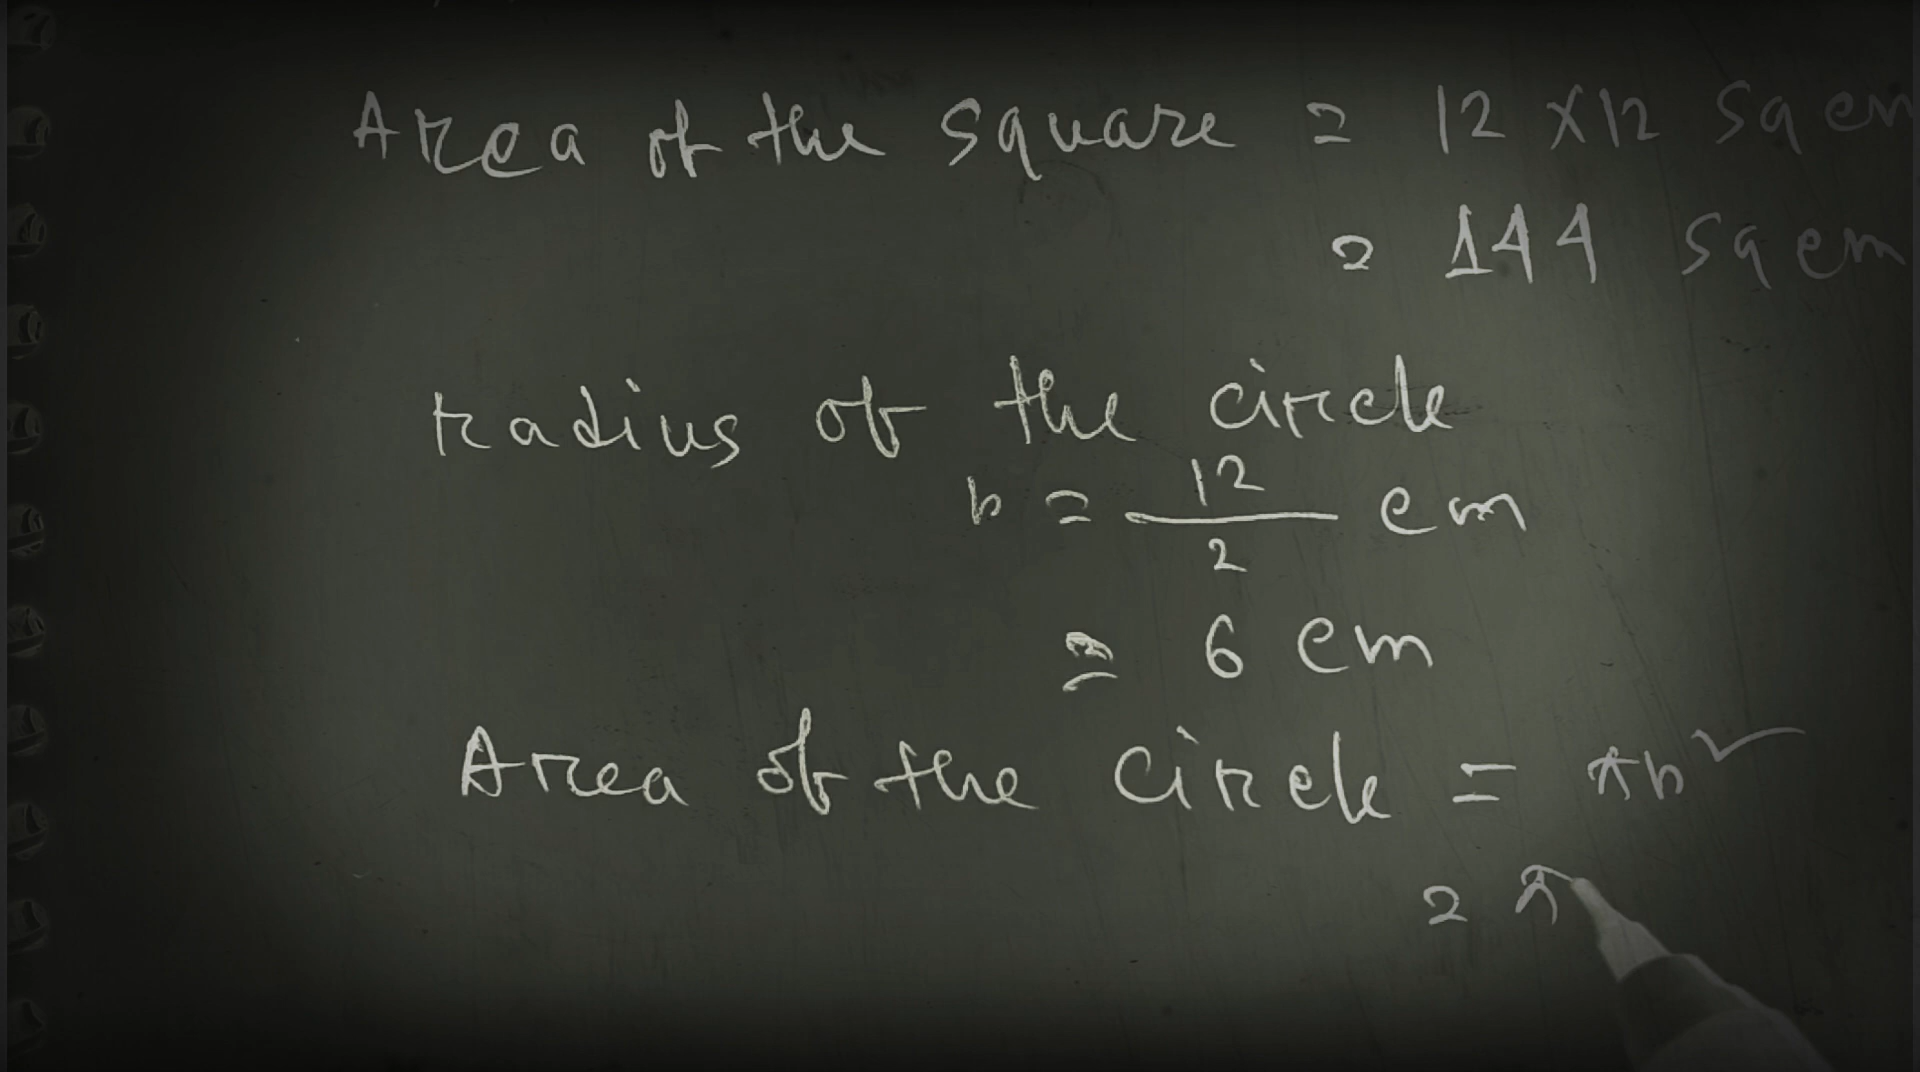 Area of the square = 12 x 12 sq cm
= 144 sq cm
radius of the circle
r = 12/2 cm
= 6 cm
Area of the circle = πr²
= π